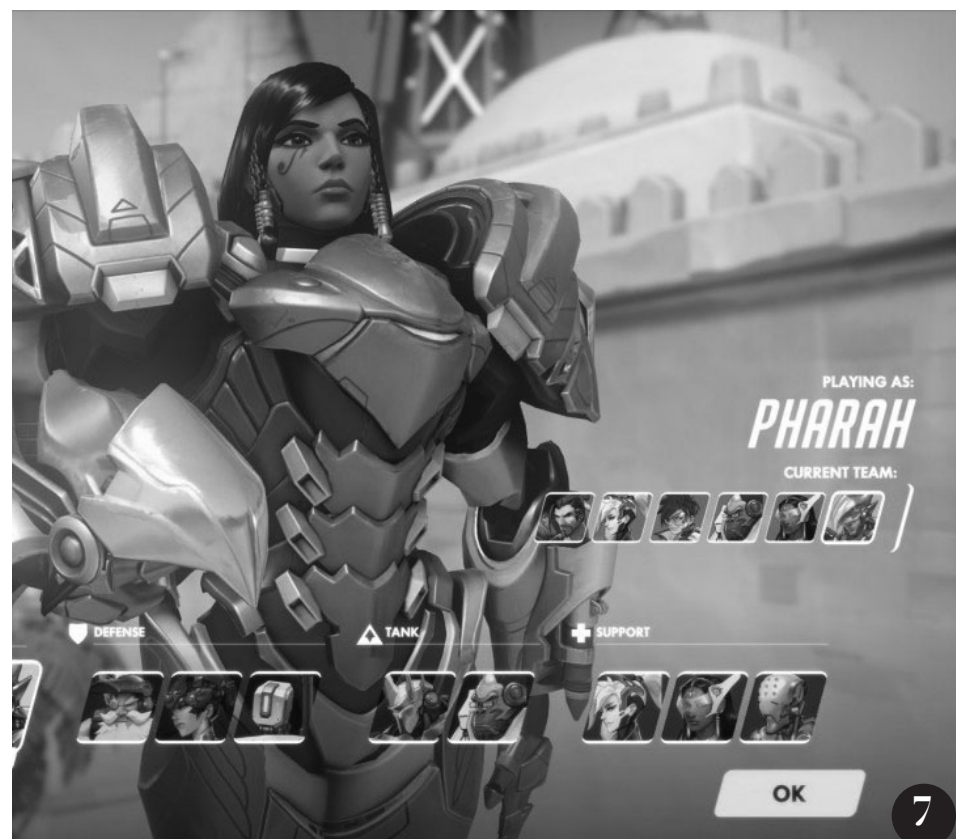 PLAYING AS:
PHARAH
CURRENT TEAM:
DEFENSE
TANK
SUPPORT
OK
7